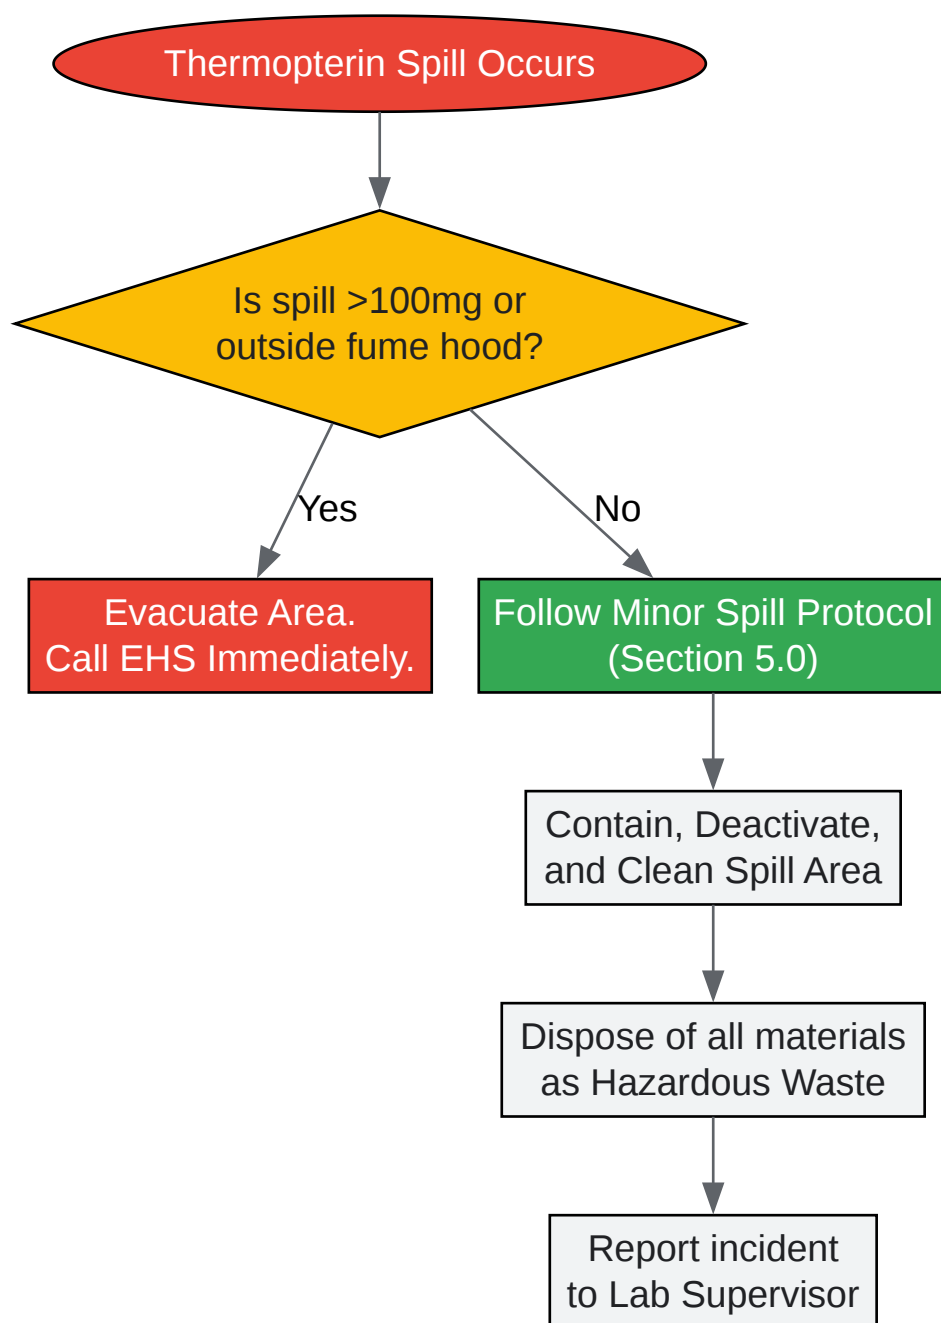 Thermopterin Spill Occurs
Is spill >100mg or
outside fume hood?
Yes
No
Evacuate Area.
Call EHS Immediately.
Follow Minor Spill Protocol
(Section 5.0)
Contain, Deactivate,
and Clean Spill Area
Dispose of all materials
as Hazardous Waste
Report incident
to Lab Supervisor